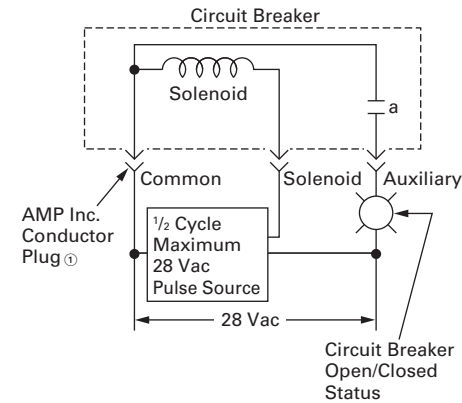 Circuit Breaker
Solenoid
a
Common
Solenoid
Auxiliary
AMP Inc.
Conductor
Plug ①
1/2 Cycle
Maximum
28 Vac
Pulse Source
28 Vac
Circuit Breaker
Open/Closed
Status